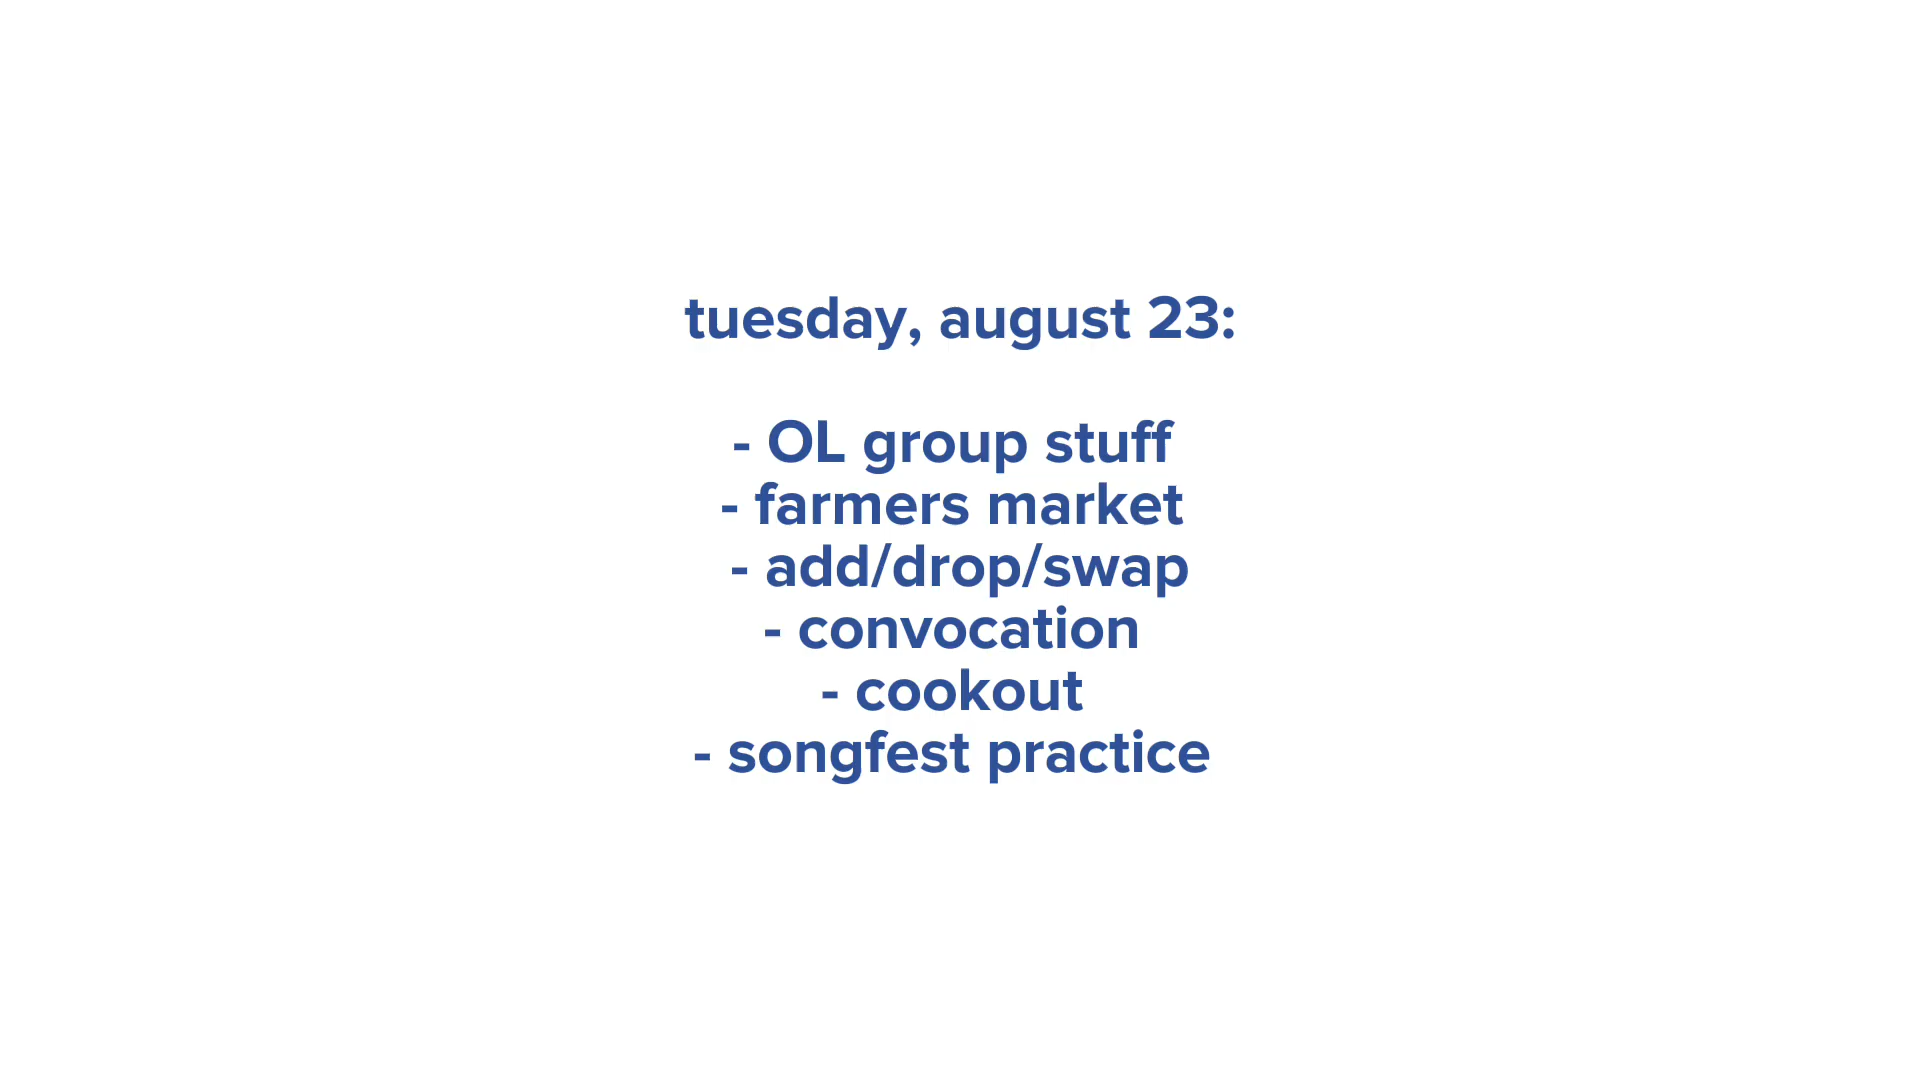 tuesday, august 23:
- OL group stuff
- farmers market
- add/drop/swap
- convocation
- cookout
- songfest practice